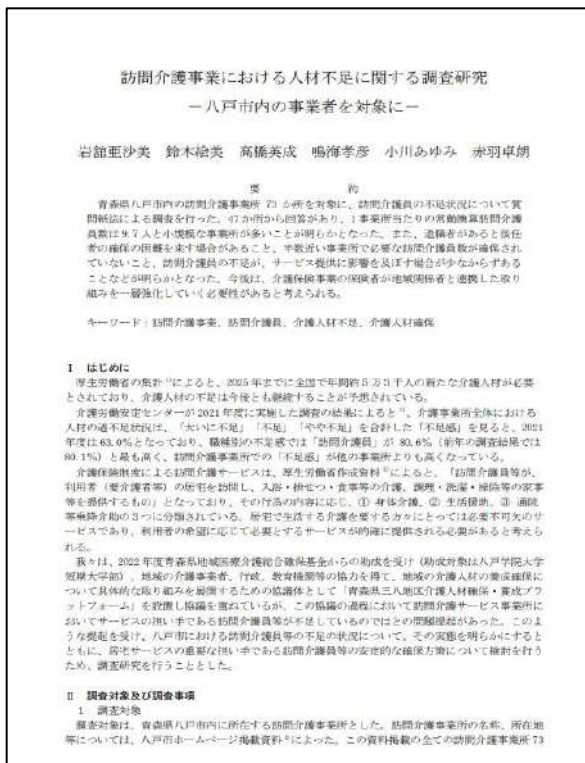 訪問介護事業における人材不足に関する調査研究
－八戸市内の事業者を対象に－
岩舘亜沙美　鈴木絵美　高橋英成　鳴海孝彦　小川あゆみ　赤羽卓朗
要　約
青森県八戸市内の訪問介護事業所 73 か所を対象に、訪問介護員の不足状況について質
問紙法による調査を行った。47か所から回答があり、1事業所当たりの常勤換算訪問介護
員数は9.7人と小規模な事業所が多いことが明らかとなった。また、退職者があると後任
者の確保の困難を来す場合があること、半数近い事業所で必要な訪問介護員数が確保され
ていないこと、訪問介護員の不足が、サービス提供に影響を及ぼす場合が少なからずある
ことなどが明らかとなった。今後は、介護保険事業の保険者が地域関係者と連携した取り
組みを一層強化していく必要性があると考えられる。
キーワード：訪問介護事業、訪問介護員、介護人材不足、介護人材確保
Ⅰ　はじめに
厚生労働省の集計¹⁾によると、2025年までに全国で年間約5万3千人の新たな介護人材が必要
とされており、介護人材の不足は今後とも継続することが予想されている。
介護労働安定センターが2021年度に実施した調査の結果によると²⁾、介護事業所全体における
人材の過不足状況は、「大いに不足」「不足」「やや不足」を合計した「不足感」を見ると、2021
年度は63.0%となっており、職種別の不足感では「訪問介護員」が 80.6%（前年の調査結果では
80.1%）と最も高く、訪問介護事業所での「不足感」が他の事業所よりも高くなっている。
介護保険制度による訪問介護サービスは、厚生労働省作成資料³⁾によると、「訪問介護員等が、
利用者（要介護者等）の居宅を訪問し、入浴・排せつ・食事等の介護、調理・洗濯・掃除等の家事
等を提供するもの」となっており、その行為の内容に応じ、① 身体介護、② 生活援助、③ 通院
等乗降介助の3つに分類されている。居宅で生活する介護を要する方々にとっては必要不可欠のサ
ービスであり、利用者の希望に応じて必要とするサービスが的確に提供される必要があると考えら
れる。
我々は、2022年度青森県地域医療介護総合確保基金からの助成を受け（助成対象は八戸学院大学
短期大学部）、地域の介護事業者、行政、教育機関等の協力を得て、地域の介護人材の養成確保に
ついて具体的な取り組みを展開するための協議体として「青森県三八地区介護人材確保・養成プラ
ットフォーム」を設置し協議を重ねているが、この協議の過程において訪問介護サービス事業所に
おいてサービスの担い手である訪問介護員等が不足しているのではとの問題提起があった。このよ
うな提起を受け、八戸市における訪問介護員等の不足の状況について、その実態を明らかにすると
ともに、居宅サービスの重要な担い手である訪問介護員等の安定的な確保方策について検討を行う
ため、調査研究を行うこととした。
Ⅱ　調査対象及び調査事項
1　調査対象
調査対象は、青森県八戸市内に所在する訪問介護事業所とした。訪問介護事業所の名称、所在地
等については、八戸市ホームページ掲載資料⁴⁾によった。この資料掲載の全ての訪問介護事業所 73